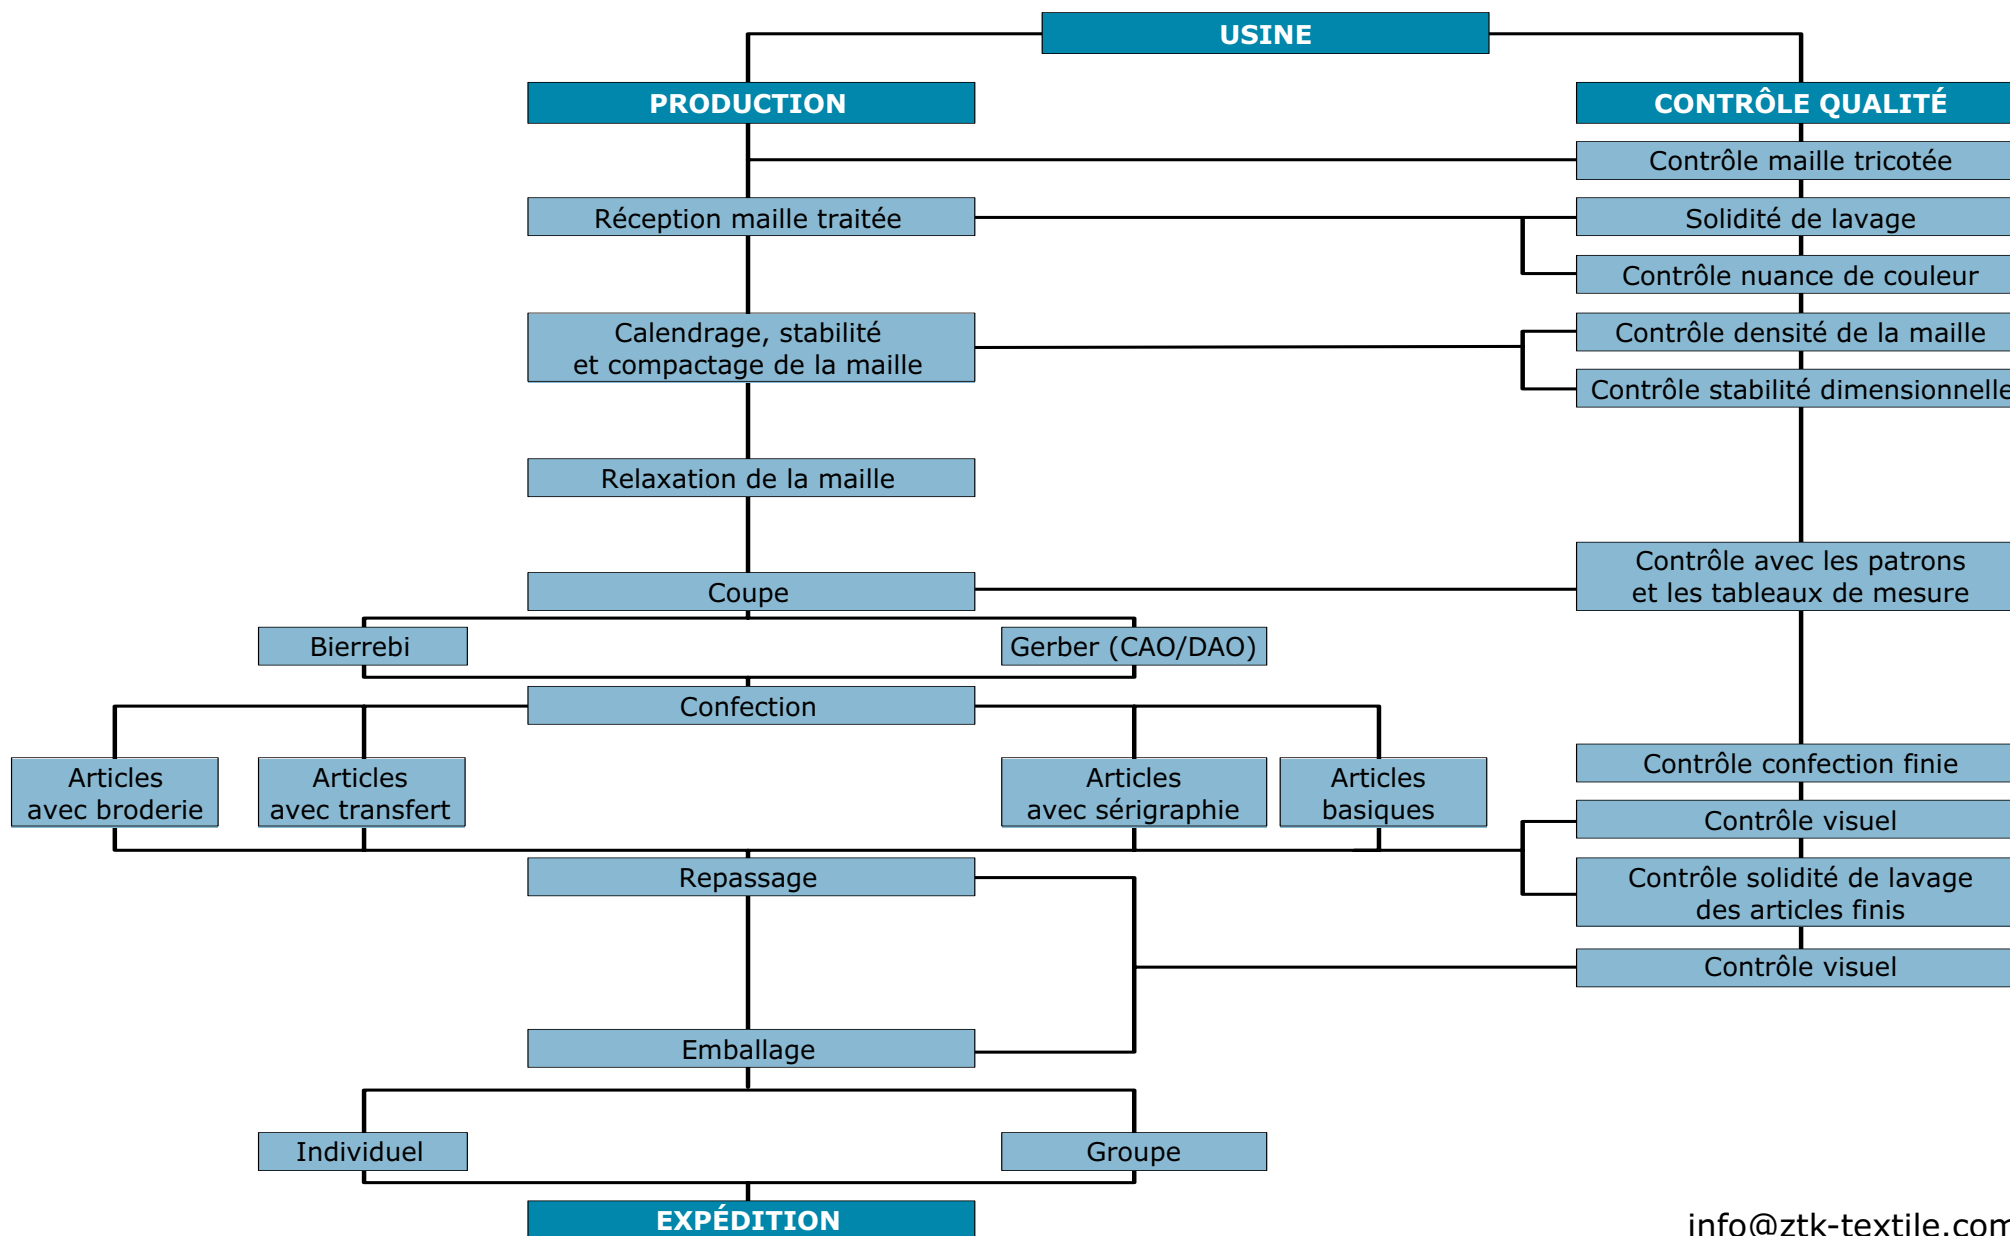 USINE
PRODUCTION
CONTRÔLE QUALITÉ
Contrôle maille tricotée
Réception maille traitée
Solidité de lavage
Contrôle nuance de couleur
Calendrage, stabilité
et compactage de la maille
Contrôle densité de la maille
Contrôle stabilité dimensionnelle
Relaxation de la maille
Coupe
Contrôle avec les patrons
et les tableaux de mesure
Bierrebi
Gerber (CAO/DAO)
Confection
Articles
avec broderie
Articles
avec transfert
Articles
avec sérigraphie
Articles
basiques
Contrôle confection finie
Contrôle visuel
Repassage
Contrôle solidité de lavage
des articles finis
Contrôle visuel
Emballage
Individuel
Groupe
EXPÉDITION
info@ztk-textile.com